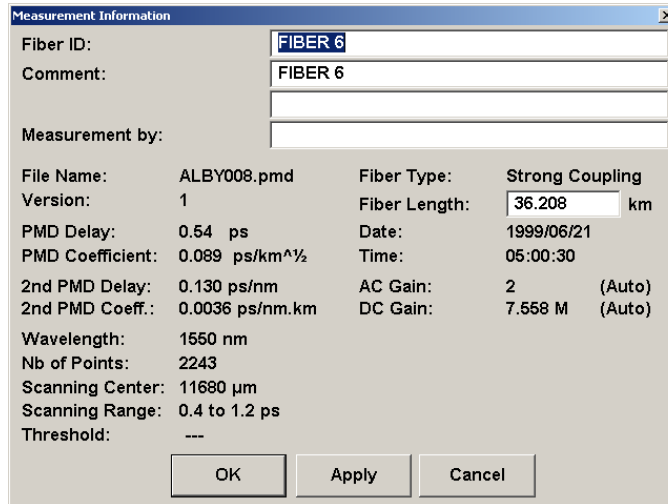 Measurement Information
Fiber ID: FIBER 6
Comment: FIBER 6
Measurement by:
File Name: ALBY008.pmd Fiber Type: Strong Coupling
Version: 1 Fiber Length: 36.208 km
PMD Delay: 0.54 ps Date: 1999/06/21
PMD Coefficient: 0.089 ps/km^½ Time: 05:00:30
2nd PMD Delay: 0.130 ps/nm AC Gain: 2 (Auto)
2nd PMD Coeff.: 0.0036 ps/nm.km DC Gain: 7.558 M (Auto)
Wavelength: 1550 nm
Nb of Points: 2243
Scanning Center: 11680 µm
Scanning Range: 0.4 to 1.2 ps
Threshold: ---
OK Apply Cancel